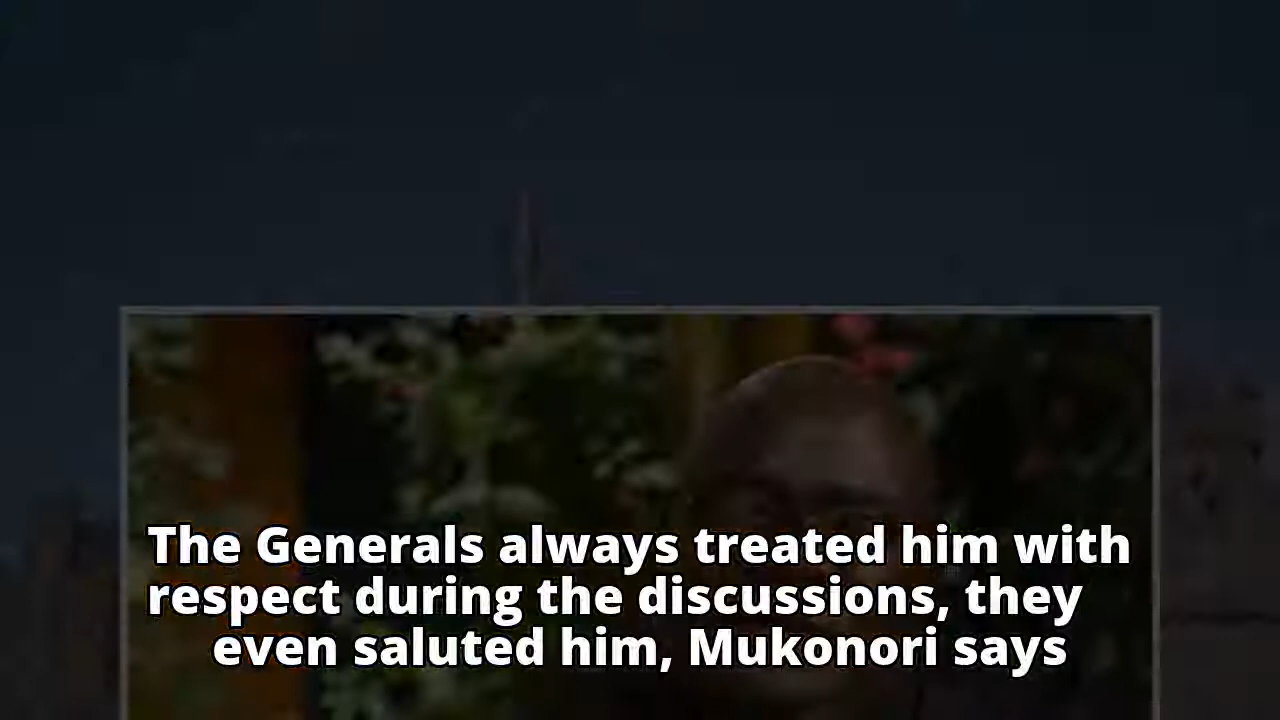 The Generals always treated him with
respect during the discussions, they
even saluted him, Mukonori says